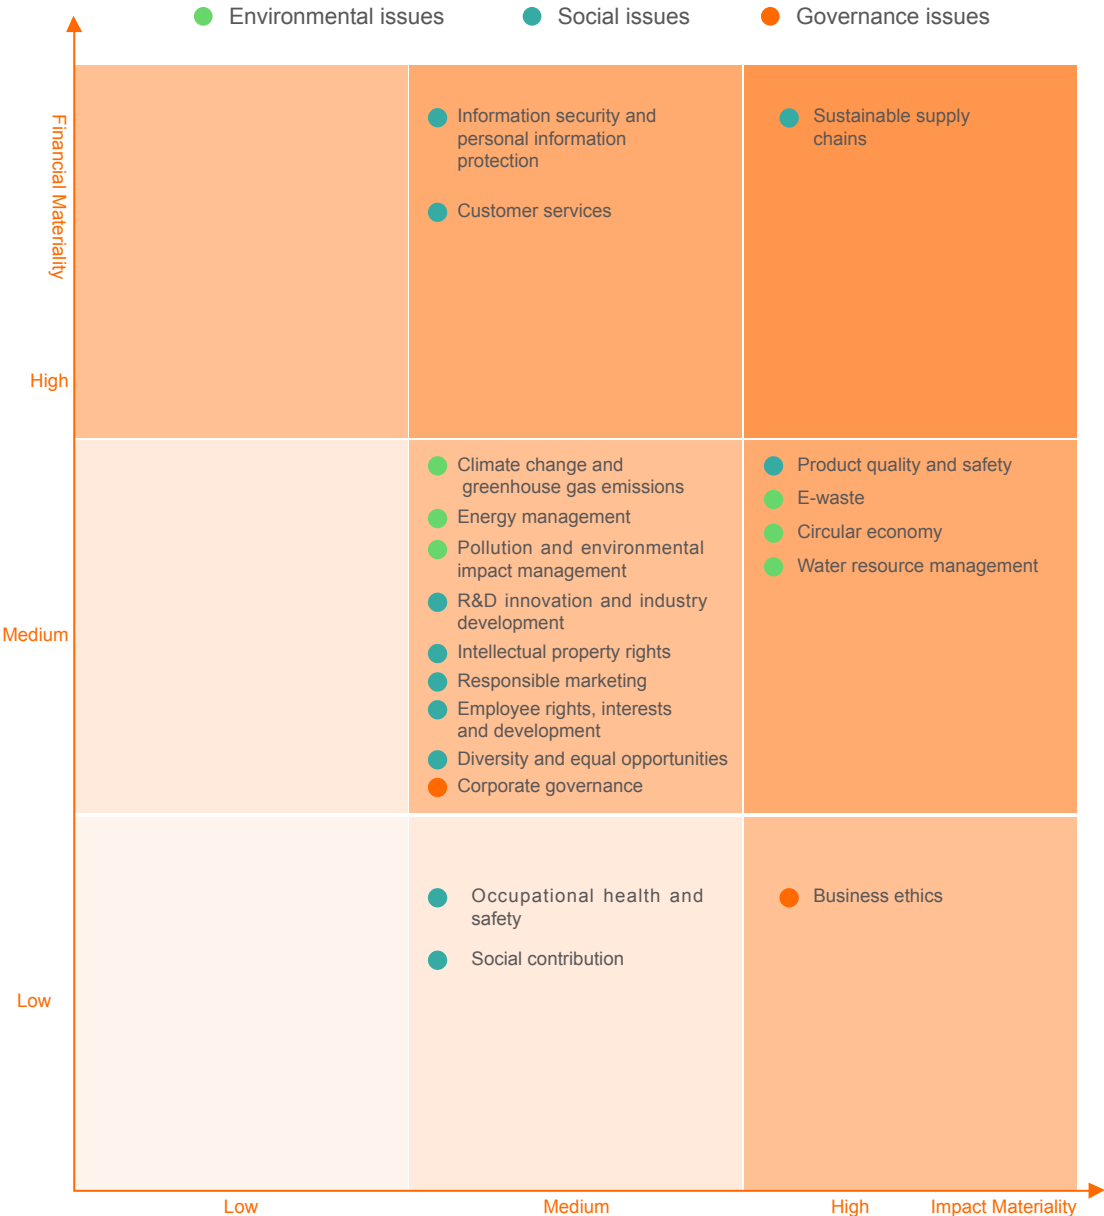 Environmental issues
Social issues
Governance issues
Financial Materiality
High
Medium
Low
Information security and
personal information
protection
Customer services
Sustainable supply
chains
Climate change and
greenhouse gas emissions
Energy management
Pollution and environmental
impact management
R&D innovation and industry
development
Intellectual property rights
Responsible marketing
Employee rights, interests
and development
Diversity and equal opportunities
Corporate governance
Product quality and safety
E-waste
Circular economy
Water resource management
Occupational health and
safety
Social contribution
Business ethics
Low
Medium
High
Impact Materiality